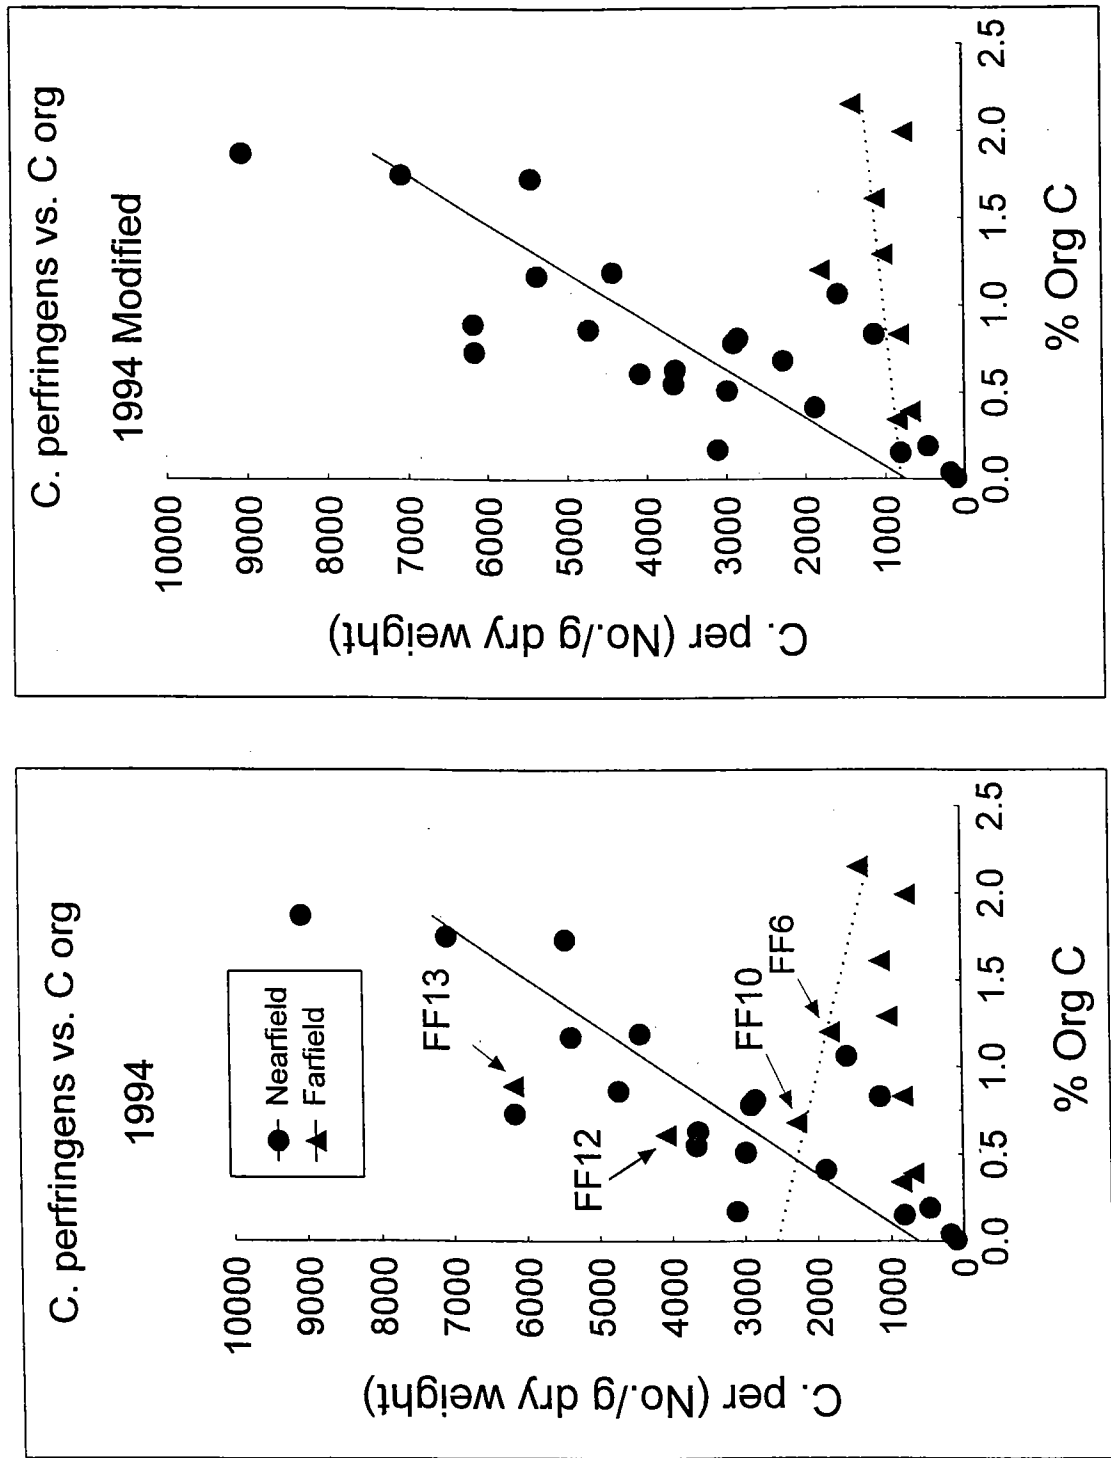 C. perfringens vs. C org
1994
Nearfield
Farfield
FF13
FF12
FF10
FF6
C. per (No./g dry weight)
10000
9000
8000
7000
6000
5000
4000
3000
2000
1000
0
0.0
0.5
1.0
1.5
2.0
2.5
% Org C
C. perfringens vs. C org
1994 Modified
C. per (No./g dry weight)
10000
9000
8000
7000
6000
5000
4000
3000
2000
1000
0
0.0
0.5
1.0
1.5
2.0
2.5
% Org C